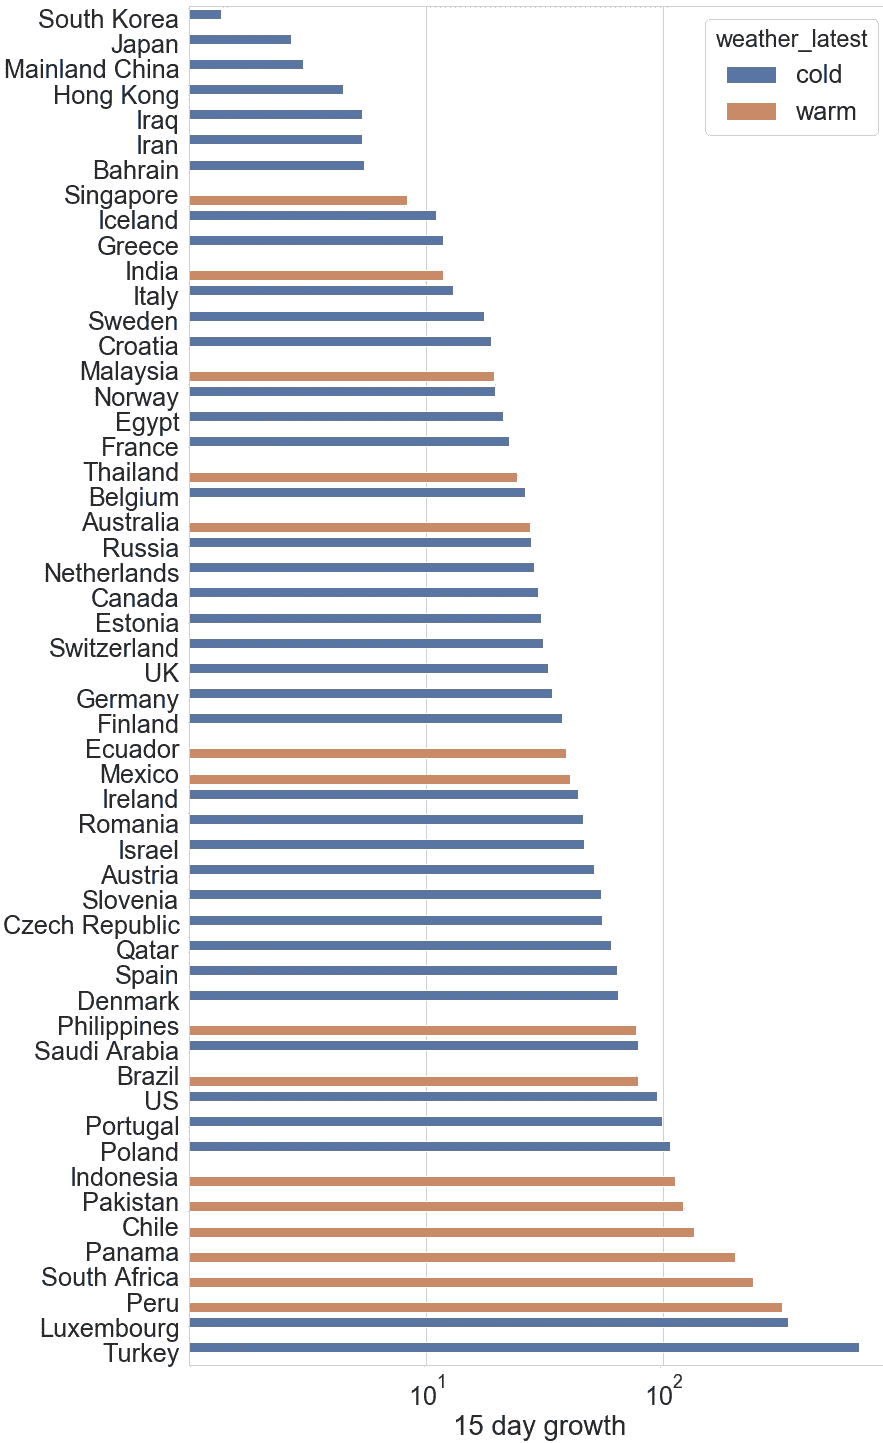 South Korea
Japan
Mainland China
Hong Kong
Iraq
Iran
Bahrain
Singapore
Iceland
Greece
India
Italy
Sweden
Croatia
Malaysia
Norway
Egypt
France
Thailand
Belgium
Australia
Russia
Netherlands
Canada
Estonia
Switzerland
UK
Germany
Finland
Ecuador
Mexico
Ireland
Romania
Israel
Austria
Slovenia
Czech Republic
Qatar
Spain
Denmark
Philippines
Saudi Arabia
Brazil
US
Portugal
Poland
Indonesia
Pakistan
Chile
Panama
South Africa
Peru
Luxembourg
Turkey
weather_latest
cold
warm
10¹ 10²
15 day growth